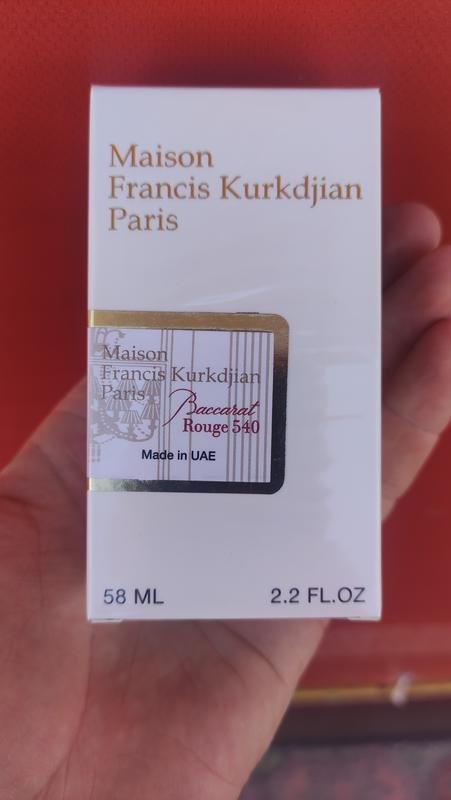 Maison
Francis Kurkdjian
Paris
Maison
Francis Kurkdjian
Paris
Baccarat
Rouge 540
Made in UAE
58 ML 2.2 FL.OZ